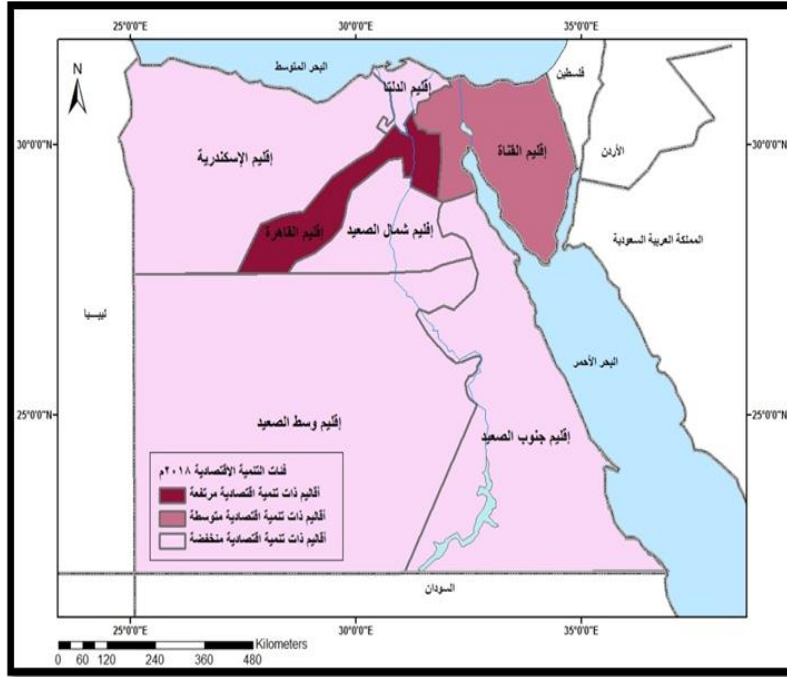 25°0'0"E 30°0'0"E 35°0'0"E
N
البحر المتوسط
فلسطين
إقليم الدلتا
30°0'0"N 30°0'0"N
إقليم القناة
الأردن
إقليم الإسكندرية
إقليم القاهرة
إقليم شمال الصعيد
المملكة العربية السعودية
ليبيـــا
البحر الأحمر
25°0'0"N 25°0'0"N
إقليم وسط الصعيد
إقليم جنوب الصعيد
فئات التنمية الاقتصادية ٢٠١٨م
أقاليم ذات تنمية اقتصادية مرتفعة
أقاليم ذات تنمية اقتصادية متوسطة
أقاليم ذات تنمية اقتصادية منخفضة
السودان
25°0'0"E 30°0'0"E 35°0'0"E
Kilometers
0 60 120 240 360 480